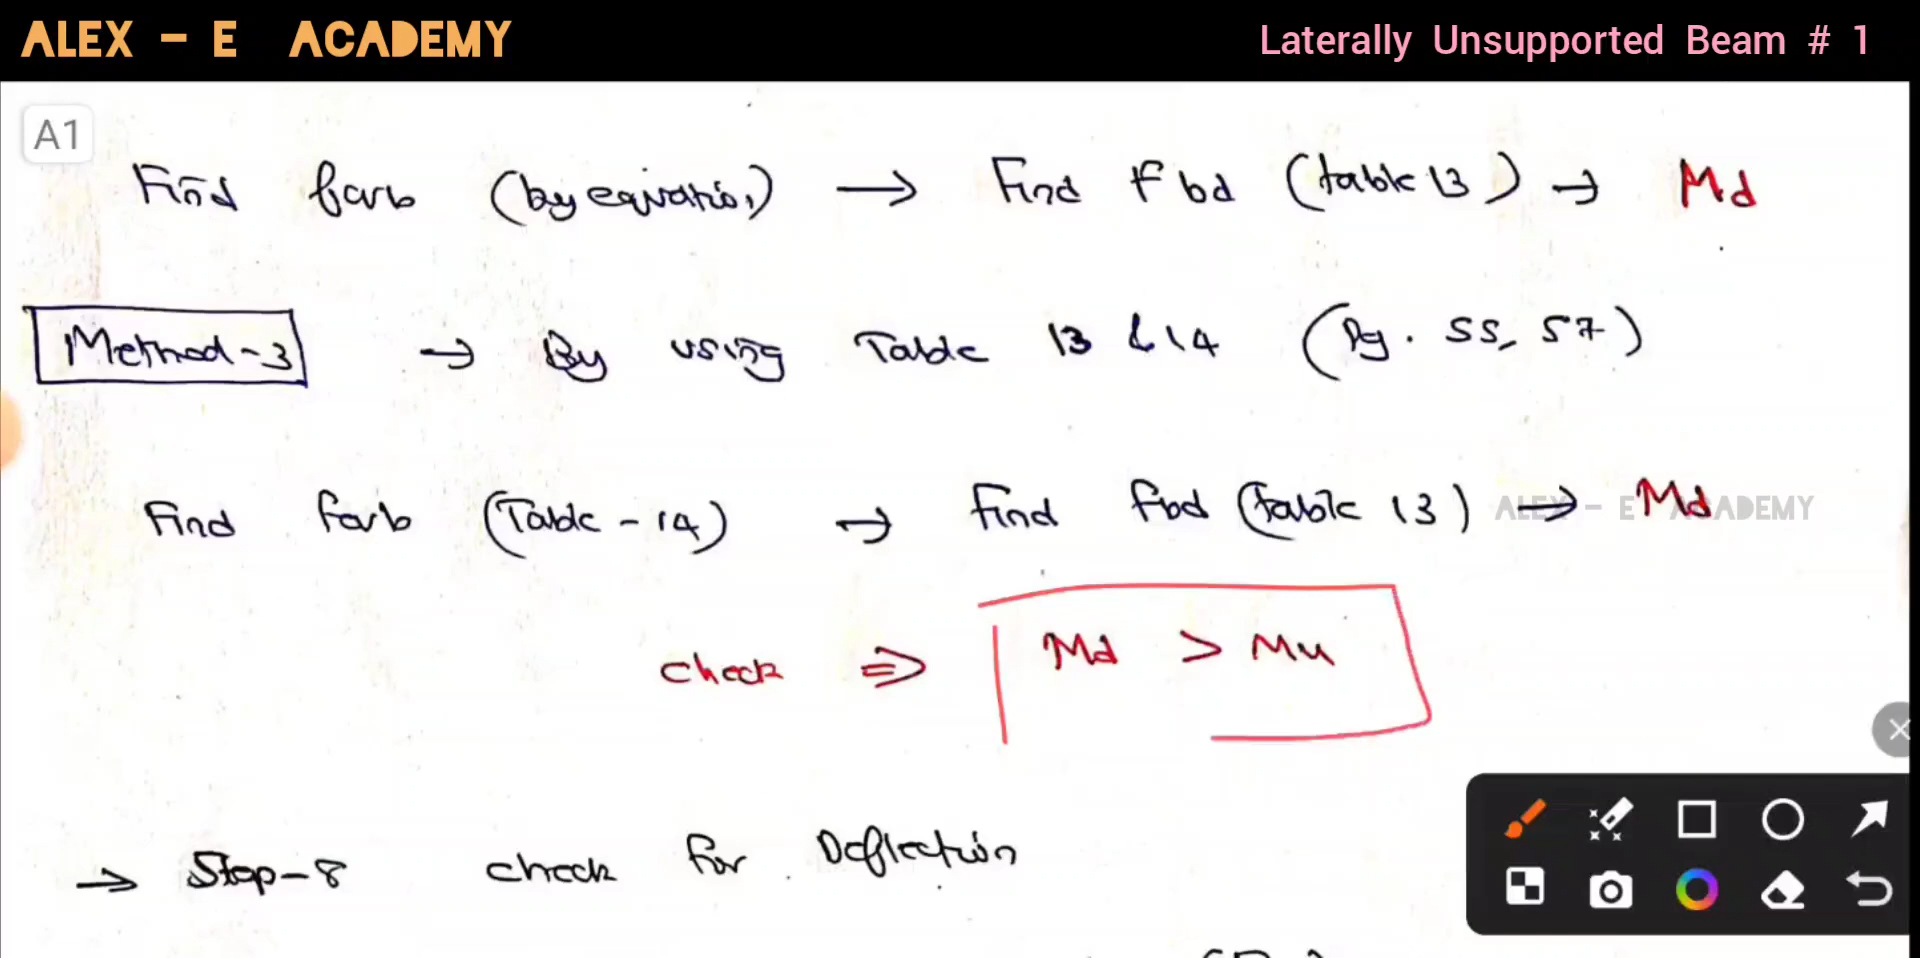 ALEX - E ACADEMY
Laterally Unsupported Beam # 1
A1
Find fcrb (by equation) → Find Fbd (table 13) → Md
Method-3 → By using Table 13 & 14 (Pg. 55, 57)
Find fcrb (Table - 14) → Find fbd (table 13) → Md
ALEX - E ACADEMY
check ⇒ Md > Mu
→ Step-8 check for Deflection